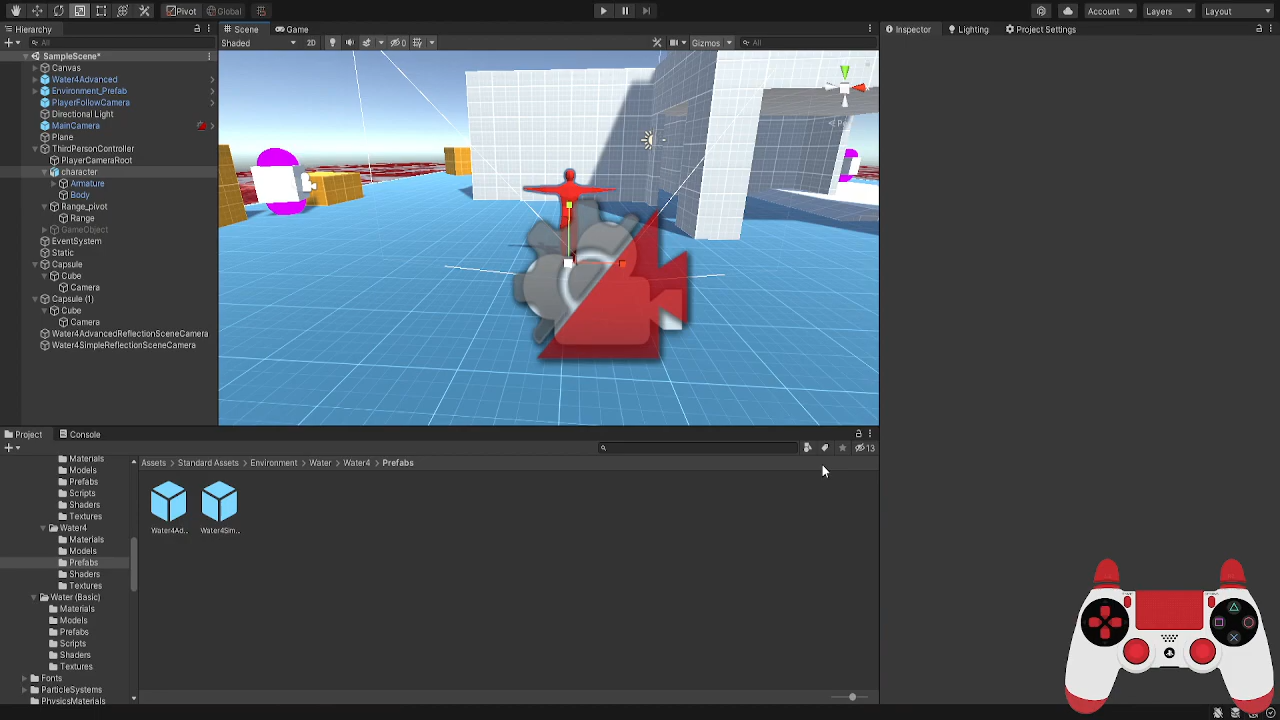 Pivot Global Account Layers Layout
Hierarchy Scene Game Inspector Lighting Project Settings
All Shaded 2D 0 Gizmos All
SampleScene*
Canvas
Water4Advanced
Environment_Prefab
PlayerFollowCamera
Directional Light
MainCamera
Plane
ThirdPersonController
PlayerCameraRoot
character
Armature
Body
Range_pivot
Range
GameObject
EventSystem
Static
Capsule
Cube
Camera
Capsule (1)
Cube
Camera
Water4AdvancedReflectionSceneCamera
Water4SimpleReflectionSceneCamera
Project Console
13
Assets > Standard Assets > Environment > Water > Water4 > Prefabs
Materials
Models
Prefabs
Scripts
Shaders
Textures
Water4
Materials
Models
Prefabs
Shaders
Textures
Water (Basic)
Materials
Models
Prefabs
Scripts
Shaders
Textures
Fonts
ParticleSystems
PhysicsMaterials
Water4Ad... Water4Sim...